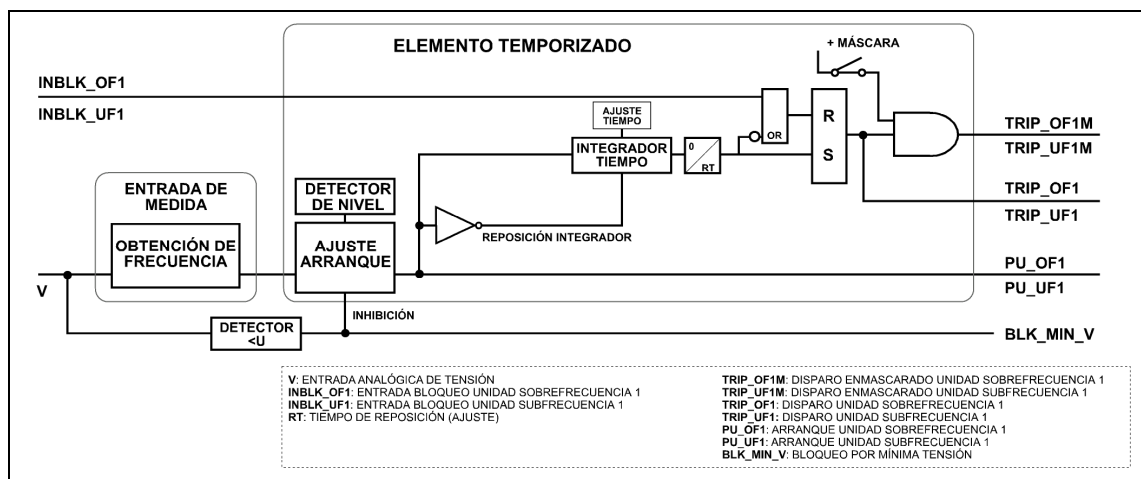 ELEMENTO TEMPORIZADO
+ MÁSCARA
INBLK_OF1
INBLK_UF1
AJUSTE
TIEMPO
INTEGRADOR
TIEMPO
0
RT
OR
R
S
TRIP_OF1M
TRIP_UF1M
TRIP_OF1
TRIP_UF1
ENTRADA DE
MEDIDA
OBTENCIÓN DE
FRECUENCIA
DETECTOR
DE NIVEL
AJUSTE
ARRANQUE
REPOSICIÓN INTEGRADOR
PU_OF1
PU_UF1
V
INHIBICIÓN
DETECTOR
<U
BLK_MIN_V
V: ENTRADA ANALÓGICA DE TENSIÓN
INBLK_OF1: ENTRADA BLOQUEO UNIDAD SOBREFRECUENCIA 1
INBLK_UF1: ENTRADA BLOQUEO UNIDAD SUBFRECUENCIA 1
RT: TIEMPO DE REPOSICIÓN (AJUSTE)
TRIP_OF1M: DISPARO ENMASCARADO UNIDAD SOBREFRECUENCIA 1
TRIP_UF1M: DISPARO ENMASCARADO UNIDAD SUBFRECUENCIA 1
TRIP_OF1: DISPARO UNIDAD SOBREFRECUENCIA 1
TRIP_UF1: DISPARO UNIDAD SUBFRECUENCIA 1
PU_OF1: ARRANQUE UNIDAD SOBREFRECUENCIA 1
PU_UF1: ARRANQUE UNIDAD SUBFRECUENCIA 1
BLK_MIN_V: BLOQUEO POR MÍNIMA TENSIÓN